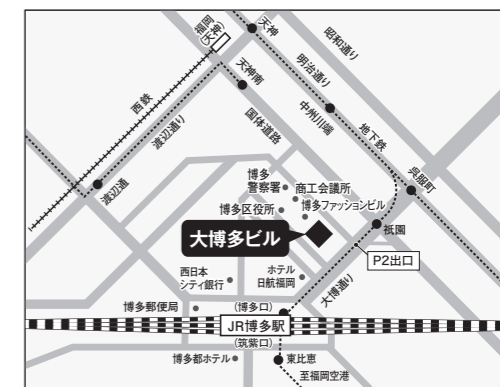 福岡
(天神)
天神
昭和通り
明治通り
天神南
西鉄
渡辺通り
国体道路
中州川端
地下鉄
渡辺通
呉服町
博多
警察署
商工会議所
博多区役所
博多ファッションビル
大博多ビル
祇園
P2出口
西日本
シティ銀行
ホテル
日航福岡
大博通り
博多郵便局
(博多口)
JR博多駅
(筑紫口)
博多都ホテル
東比恵
至福岡空港